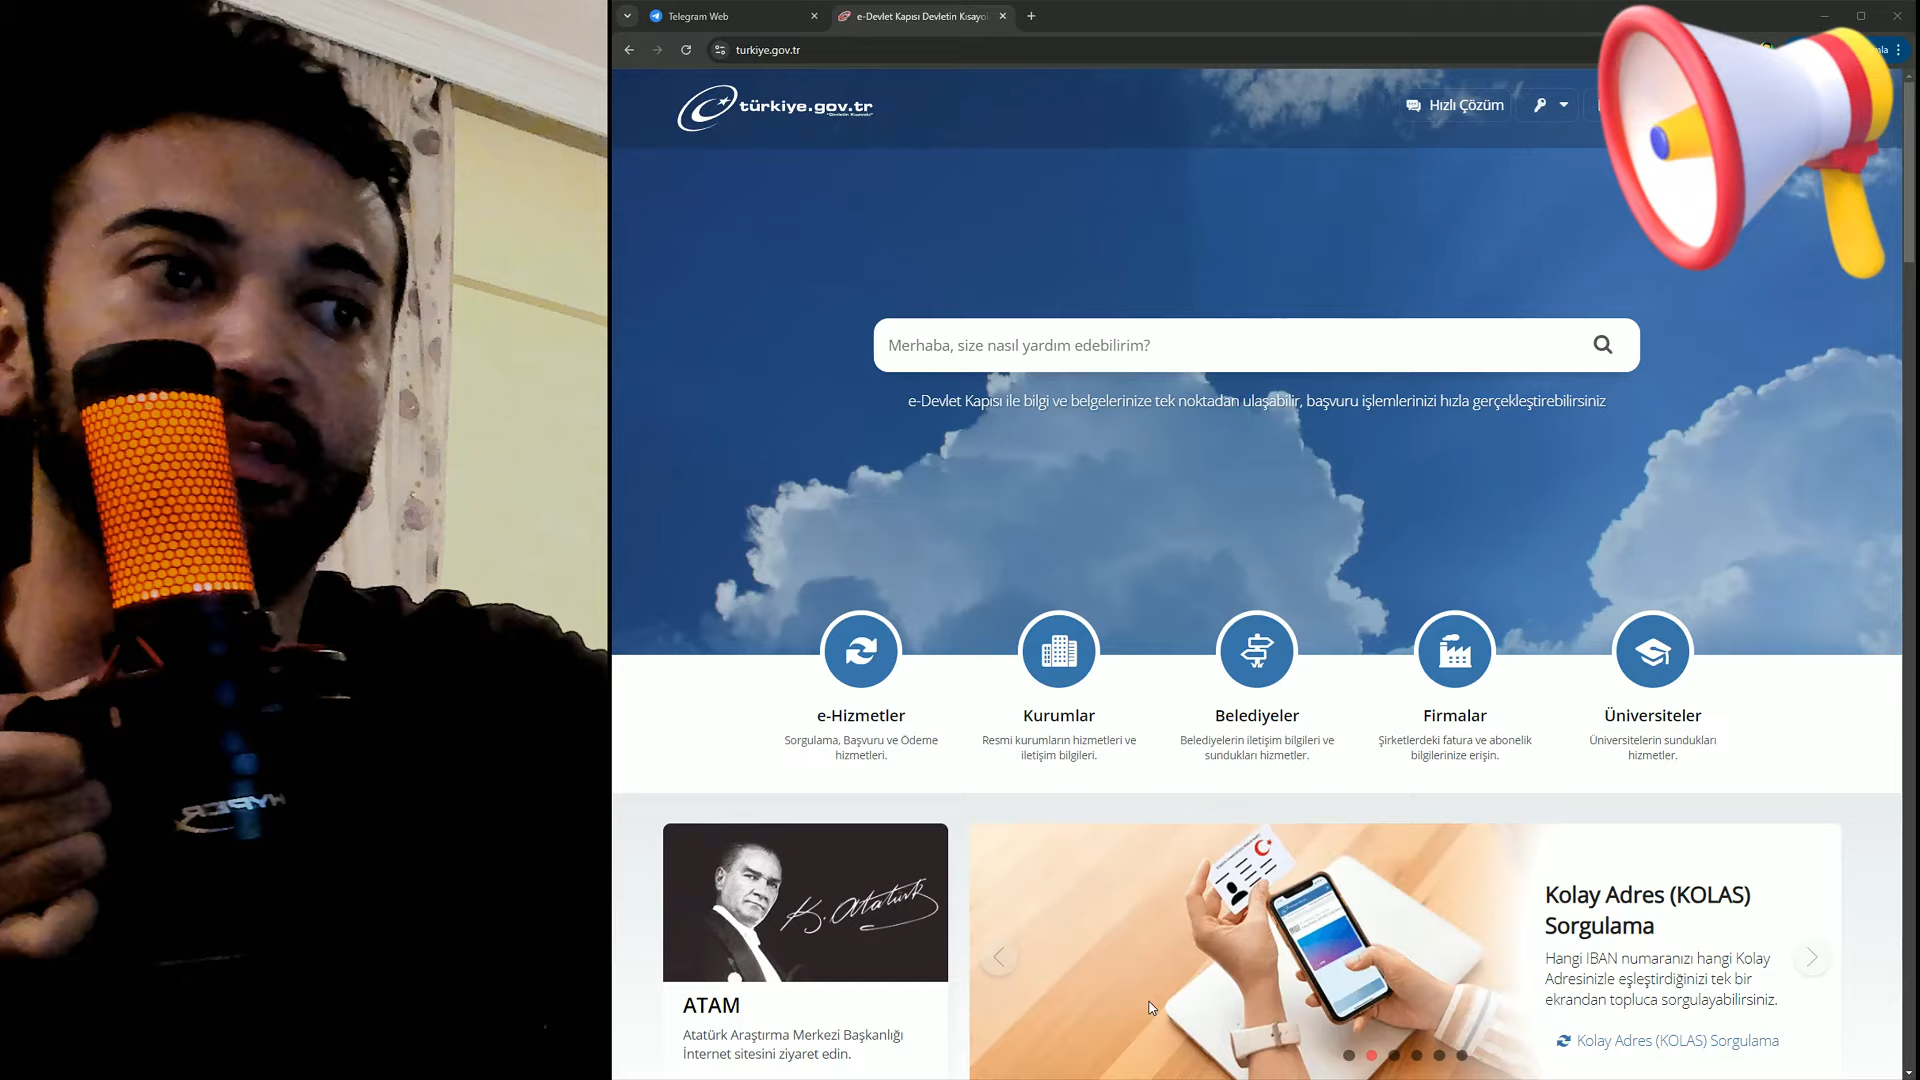 Telegram Web
e-Devlet Kapısı Devletin Kısayo
turkiye.gov.tr
türkiye.gov.tr
"Devletin Kısayolu"
Hızlı Çözüm
Merhaba, size nasıl yardım edebilirim?
e-Devlet Kapısı ile bilgi ve belgelerinize tek noktadan ulaşabilir, başvuru işlemlerinizi hızla gerçekleştirebilirsiniz
e-Hizmetler
Sorgulama, Başvuru ve Ödeme
hizmetleri.
Kurumlar
Resmi kurumların hizmetleri ve
iletişim bilgileri.
Belediyeler
Belediyelerin iletişim bilgileri ve
sundukları hizmetler.
Firmalar
Şirketlerdeki fatura ve abonelik
bilgilerinize erişin.
Üniversiteler
Üniversitelerin sundukları
hizmetler.
HYPER
K. Atatürk
ATAM
Atatürk Araştırma Merkezi Başkanlığı
İnternet sitesini ziyaret edin.
Kolay Adres (KOLAS)
Sorgulama
Hangi IBAN numaranızı hangi Kolay
Adresinizle eşleştirdiğinizi tek bir
ekrandan topluca sorgulayabilirsiniz.
Kolay Adres (KOLAS) Sorgulama